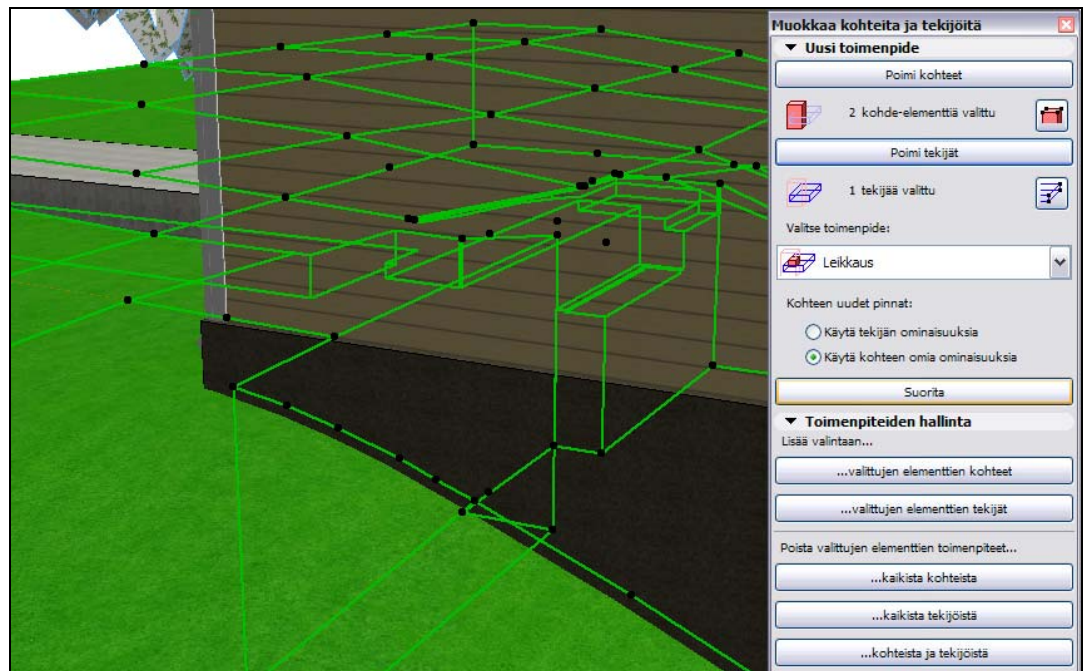 Muokkaa kohteita ja tekijöitä
Uusi toimenpide
Poimi kohteet
2 kohde-elementtiä valittu
Poimi tekijät
1 tekijää valittu
Valitse toimenpide:
Leikkaus
Kohteen uudet pinnat:
Käytä tekijän ominaisuuksia
Käytä kohteen omia ominaisuuksia
Suorita
Toimenpiteiden hallinta
Lisää valintaan...
...valittujen elementtien kohteet
...valittujen elementtien tekijät
Poista valittujen elementtien toimenpiteet...
...kaikista kohteista
...kaikista tekijöistä
...kohteista ja tekijöistä